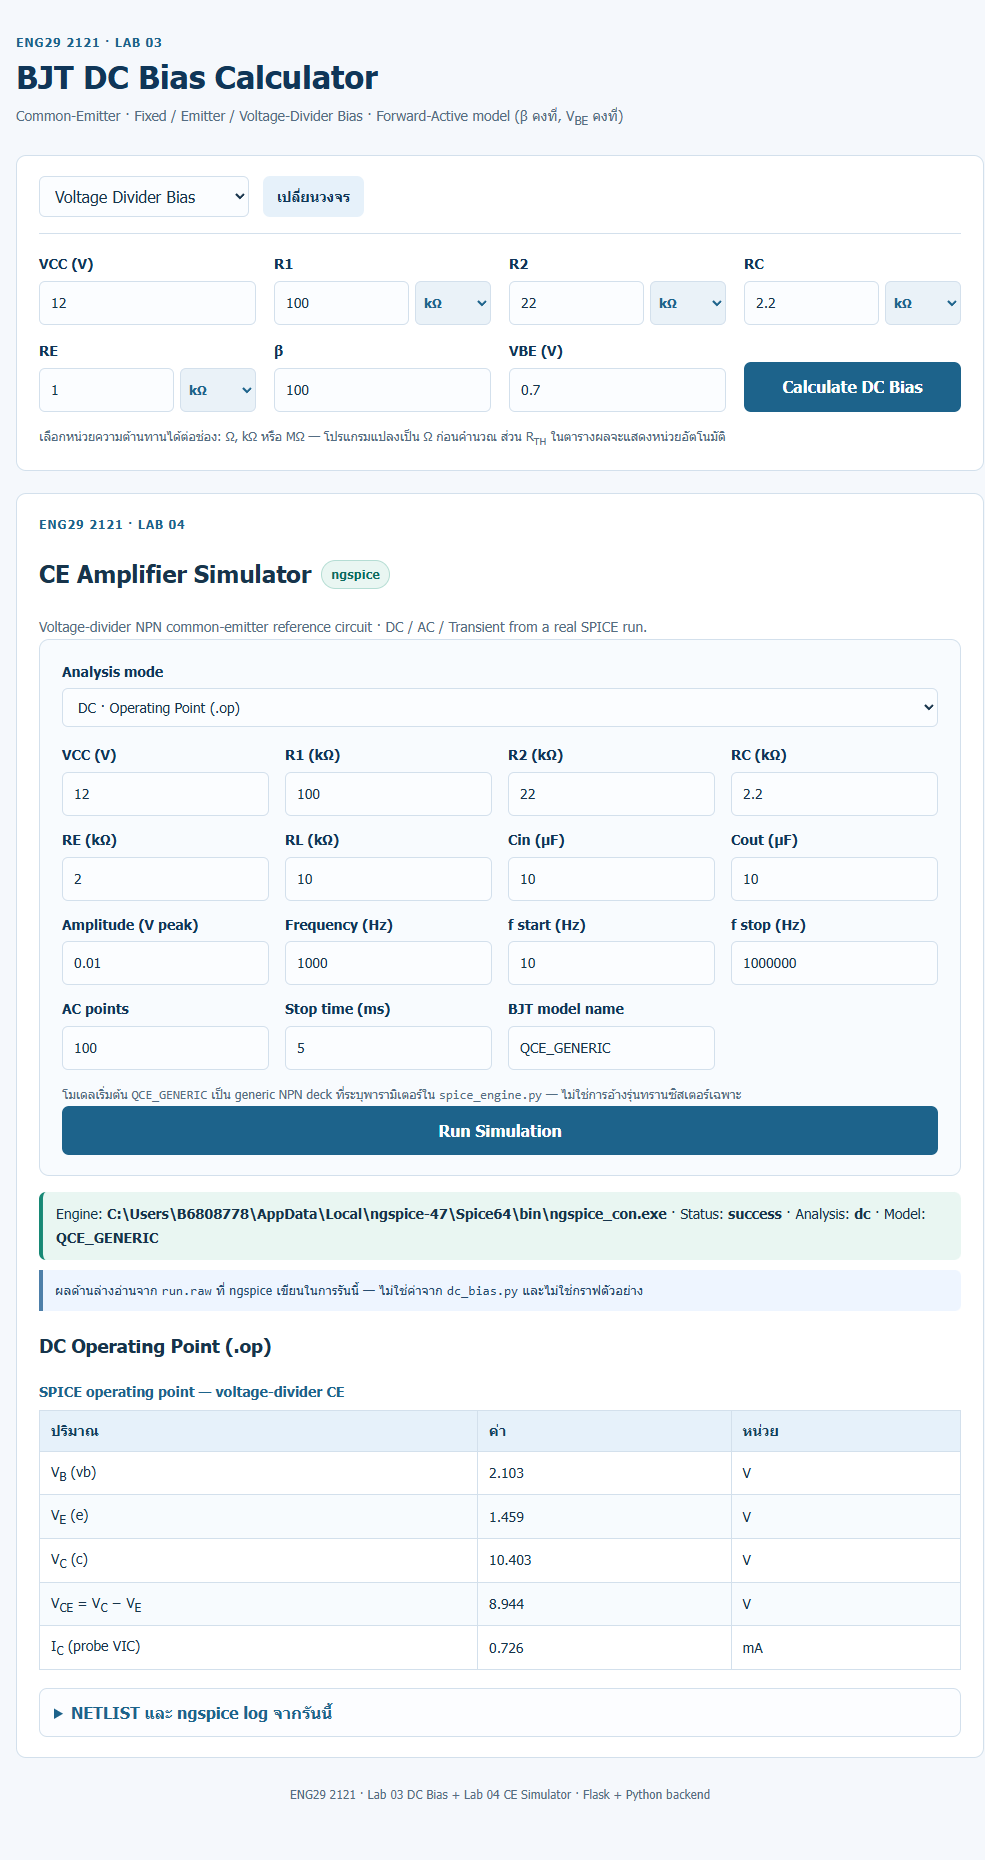 ENG29 2121 · LAB 03
BJT DC Bias Calculator
Common-Emitter · Fixed / Emitter / Voltage-Divider Bias · Forward-Active model (β คงที่, VBE คงที่)
Voltage Divider Bias เปลี่ยนวงจร
VCC (V) R1 R2 RC
12 100 kΩ 22 kΩ 2.2 kΩ
RE β VBE (V)
1 kΩ 100 0.7 Calculate DC Bias
เลือกหน่วยความต้านทานได้ต่อช่อง: Ω, kΩ หรือ MΩ — โปรแกรมแปลงเป็น Ω ก่อนคำนวณ ส่วน RTH ในตารางผลจะแสดงหน่วยอัตโนมัติ
ENG29 2121 · LAB 04
CE Amplifier Simulator ngspice
Voltage-divider NPN common-emitter reference circuit · DC / AC / Transient from a real SPICE run.
Analysis mode
DC · Operating Point (.op)
VCC (V) R1 (kΩ) R2 (kΩ) RC (kΩ)
12 100 22 2.2
RE (kΩ) RL (kΩ) Cin (µF) Cout (µF)
2 10 10 10
Amplitude (V peak) Frequency (Hz) f start (Hz) f stop (Hz)
0.01 1000 10 1000000
AC points Stop time (ms) BJT model name
100 5 QCE_GENERIC
โมเดลเริ่มต้น QCE_GENERIC เป็น generic NPN deck ที่ระบุพารามิเตอร์ใน spice_engine.py — ไม่ใช่การอ้างรุ่นทรานซิสเตอร์เฉพาะ
Run Simulation
Engine: C:\Users\B6808778\AppData\Local\ngspice-47\Spice64\bin\ngspice_con.exe · Status: success · Analysis: dc · Model:
QCE_GENERIC
ผลด้านล่างอ่านจาก run.raw ที่ ngspice เขียนในการรันนี้ — ไม่ใช่ค่าจาก dc_bias.py และไม่ใช่กราฟตัวอย่าง
DC Operating Point (.op)
SPICE operating point — voltage-divider CE
ปริมาณ ค่า หน่วย
VB (vb) 2.103 V
VE (e) 1.459 V
VC (c) 10.403 V
VCE = VC − VE 8.944 V
IC (probe VIC) 0.726 mA
▶ NETLIST และ ngspice log จากรันนี้
ENG29 2121 · Lab 03 DC Bias + Lab 04 CE Simulator · Flask + Python backend